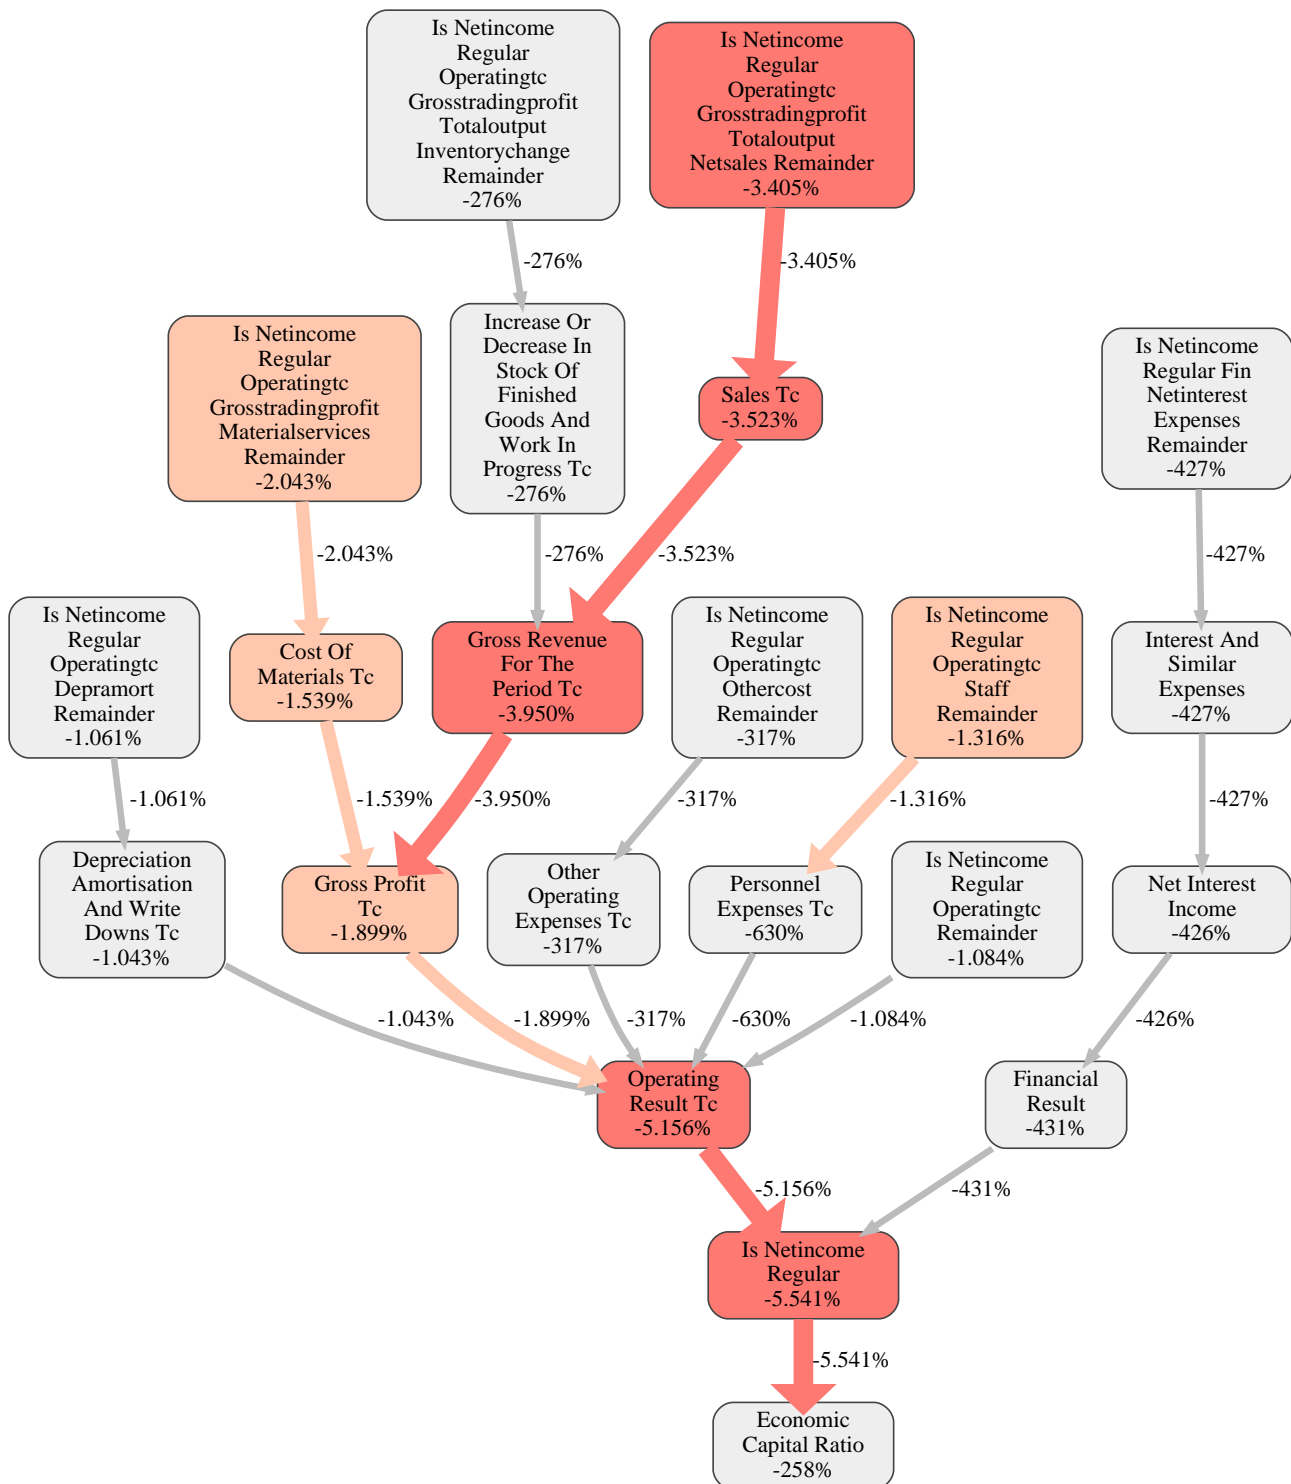 Is Netincome
Regular
Operatingtc
Grosstradingprofit
Totaloutput
Inventorychange
Remainder
-276%
Is Netincome
Regular
Operatingtc
Grosstradingprofit
Totaloutput
Netsales Remainder
-3.405%
-276%
-3.405%
Is Netincome
Regular
Operatingtc
Grosstradingprofit
Materialservices
Remainder
-2.043%
Increase Or
Decrease In
Stock Of
Finished
Goods And
Work In
Progress Tc
-276%
Sales Tc
-3.523%
Is Netincome
Regular Fin
Netinterest
Expenses
Remainder
-427%
-2.043%
-276%
-3.523%
-427%
Is Netincome
Regular
Operatingtc
Depramort
Remainder
-1.061%
Cost Of
Materials Tc
-1.539%
Gross Revenue
For The
Period Tc
-3.950%
Is Netincome
Regular
Operatingtc
Othercost
Remainder
-317%
Is Netincome
Regular
Operatingtc
Staff
Remainder
-1.316%
Interest And
Similar
Expenses
-427%
-1.061%
-1.539%
-3.950%
-317%
-1.316%
-427%
Depreciation
Amortisation
And Write
Downs Tc
-1.043%
Gross Profit
Tc
-1.899%
Other
Operating
Expenses Tc
-317%
Personnel
Expenses Tc
-630%
Is Netincome
Regular
Operatingtc
Remainder
-1.084%
Net Interest
Income
-426%
-1.043%
-1.899%
-317%
-630%
-1.084%
-426%
Operating
Result Tc
-5.156%
Financial
Result
-431%
-5.156%
-431%
Is Netincome
Regular
-5.541%
-5.541%
Economic
Capital Ratio
-258%